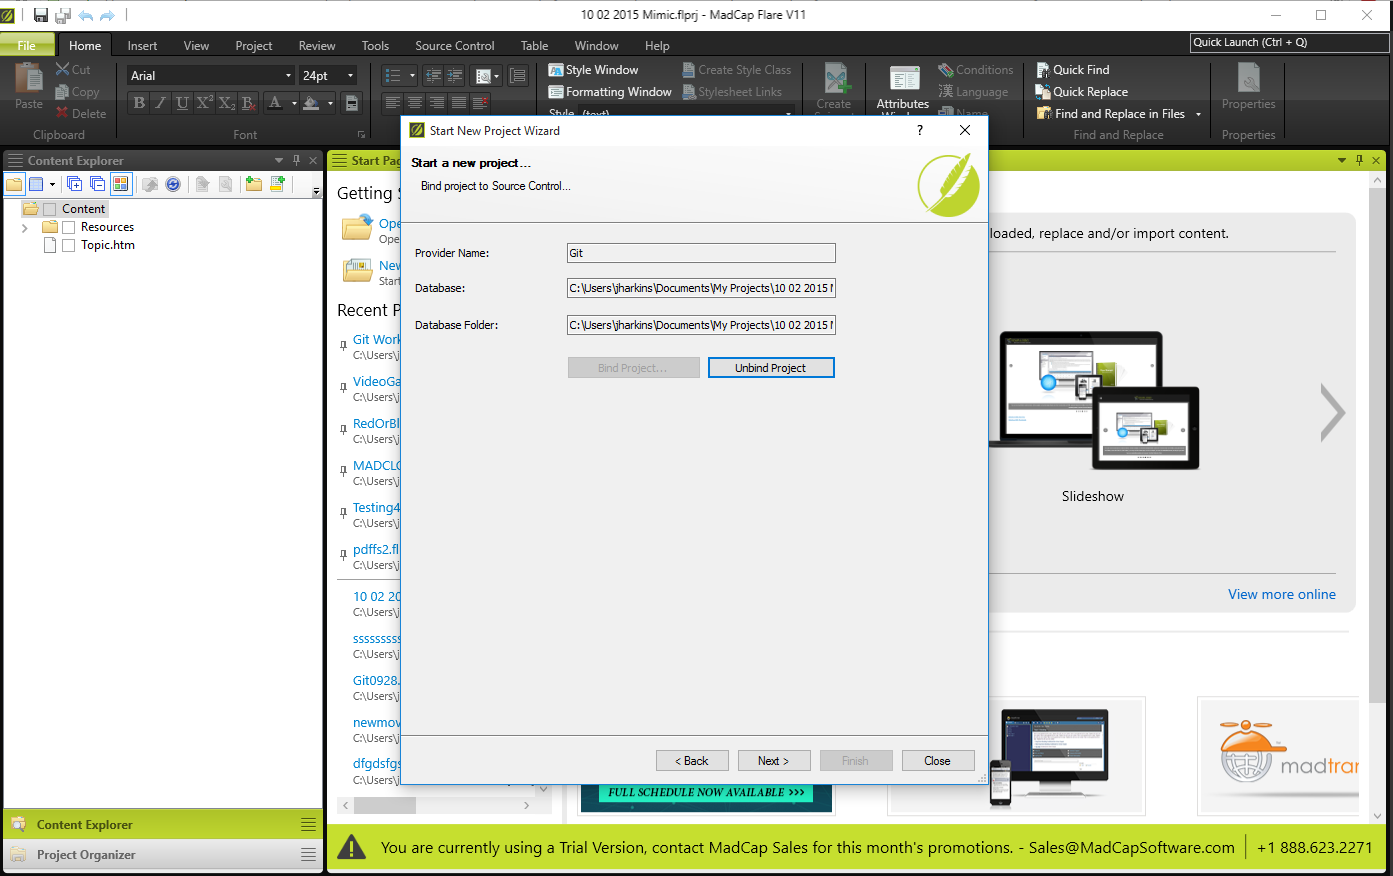 10 02 2015 Mimic.flprj - MadCap Flare V11
File Home Insert View Project Review Tools Source Control Table Window Help
Quick Launch (Ctrl + Q)
Paste
Cut
Copy
Delete
Clipboard
Arial 24pt
B I U X² X₂ B
A
Font
Style Window
Formatting Window
Style (text)
Create Style Class
Stylesheet Links
Create
Attributes
Conditions
Language
Name
Quick Find
Quick Replace
Find and Replace in Files
Find and Replace
Properties
Properties
Content Explorer
Content
Resources
Topic.htm
Content Explorer
Project Organizer
Start Pa
Getting
Ope
Ope
New
Start
Recent P
Git Work
C:\Users\j
VideoGa
C:\Users\j
RedOrBl
C:\Users\j
MADCLO
C:\Users\j
Testing4
C:\Users\j
pdffs2.fl
C:\Users\j
10 02 20
C:\Users\j
sssssssss
C:\Users\j
Git0928.
C:\Users\j
newmov
C:\Users\j
dfgdsfgs
C:\Users\j
Start New Project Wizard
?
Start a new project...
Bind project to Source Control...
Provider Name: Git
Database: C:\Users\jharkins\Documents\My Projects\10 02 2015 M
Database Folder: C:\Users\jharkins\Documents\My Projects\10 02 2015 M
Bind Project... Unbind Project
< Back Next > Finish Close
loaded, replace and/or import content.
Slideshow
View more online
FULL SCHEDULE NOW AVAILABLE >>>
madtran
You are currently using a Trial Version, contact MadCap Sales for this month's promotions. - Sales@MadCapSoftware.com +1 888.623.2271